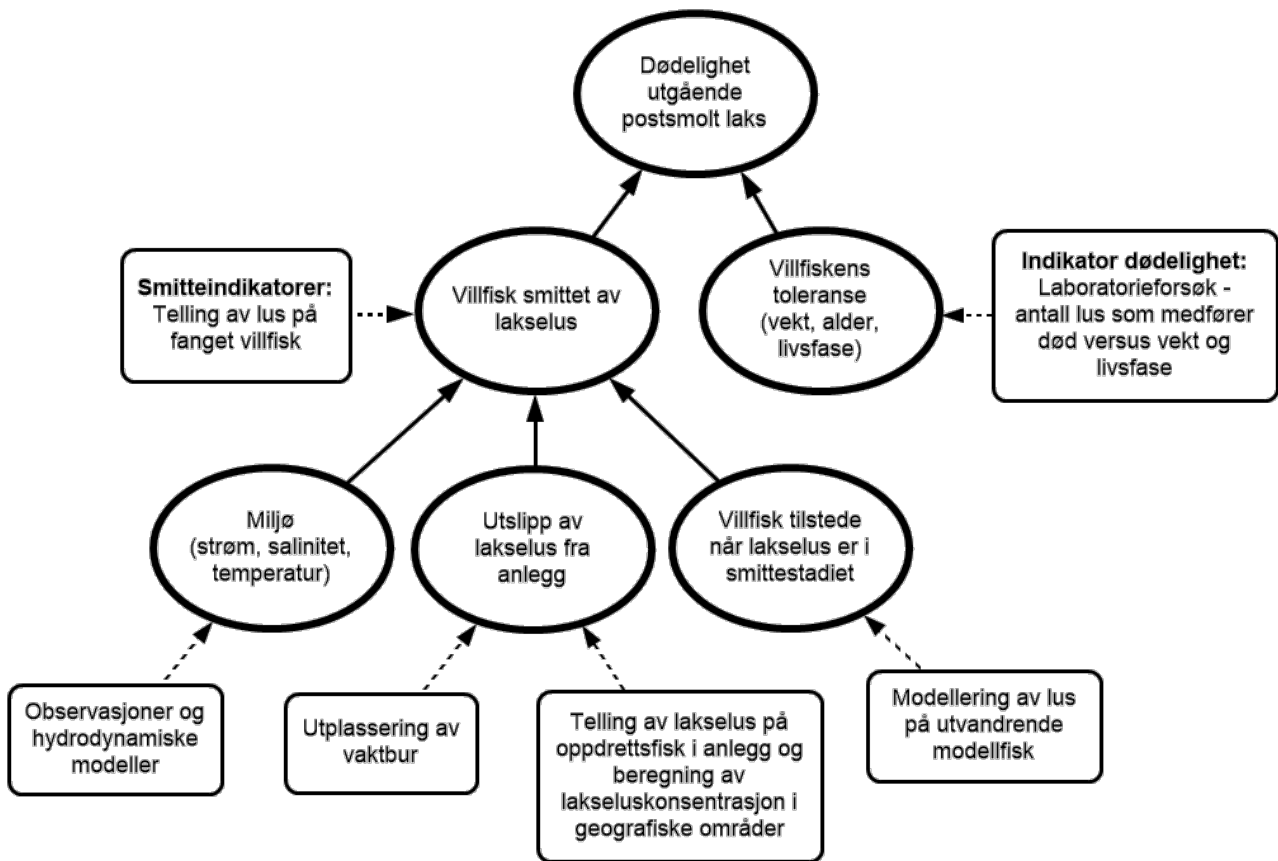 Dødelighet
utgående
postsmolt laks
Smitteindikatorer:
Telling av lus på
fanget villfisk
Villfisk smittet av
lakselus
Villfiskens
toleranse
(vekt, alder,
livsfase)
Indikator dødelighet:
Laboratorieforsøk -
antall lus som medfører
død versus vekt og
livsfase
Miljø
(strøm, salinitet,
temperatur)
Utslipp av
lakselus fra
anlegg
Villfisk tilstede
når lakselus er i
smittestadiet
Observasjoner og
hydrodynamiske
modeller
Utplassering av
vaktbur
Telling av lakselus på
oppdrettsfisk i anlegg og
beregning av
lakseluskonsentrasjon i
geografiske områder
Modellering av lus
på utvandrende
modellfisk